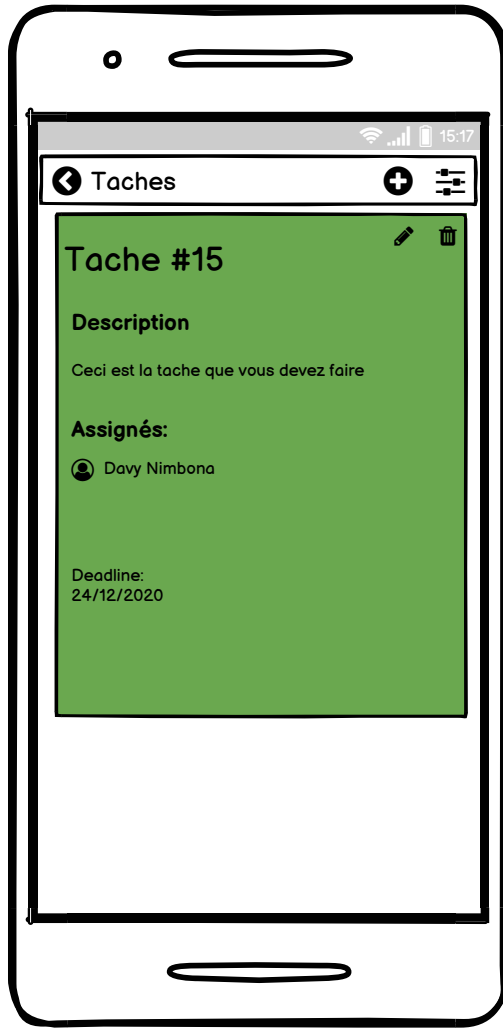 15:17
Taches
Tache #15
Description
Ceci est la tache que vous devez faire
Assignés:
Davy Nimbona
Deadline:
24/12/2020